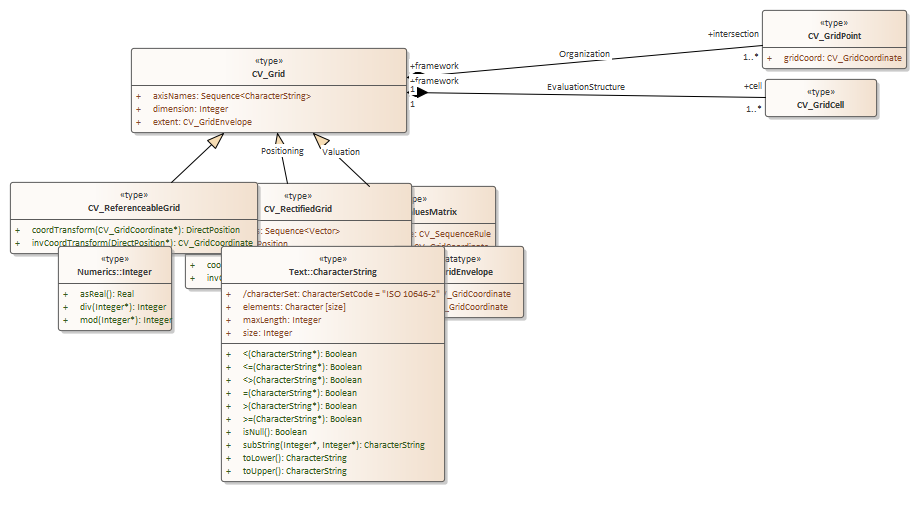 «type»
CV_Grid
+ axisNames: Sequence<CharacterString>
+ dimension: Integer
+ extent: CV_GridEnvelope
+framework
1
+framework
1
Organization
EvaluationStructure
+intersection
1..*
+cell
1..*
«type»
CV_GridPoint
+ gridCoord: CV_GridCoordinate
«type»
CV_GridCell
Positioning
Valuation
«type»
CV_ReferenceableGrid
+ coordTransform(CV_GridCoordinate*): DirectPosition
+ invCoordTransform(DirectPosition*): CV_GridCoordinate
«type»
CV_RectifiedGrid
: Sequence<Vector>
Position
+ coo
+ inv
pe»
luesMatrix
: CV_SequenceRule
«type»
Numerics::Integer
+ asReal(): Real
+ div(Integer*): Integer
+ mod(Integer*): Integer
«type»
Text::CharacterString
+ /characterSet: CharacterSetCode = "ISO 10646-2"
+ elements: Character [size]
+ maxLength: Integer
+ size: Integer
+ <(CharacterString*): Boolean
+ <=(CharacterString*): Boolean
+ <>(CharacterString*): Boolean
+ =(CharacterString*): Boolean
+ >(CharacterString*): Boolean
+ >=(CharacterString*): Boolean
+ isNull(): Boolean
+ subString(Integer*, Integer*): CharacterString
+ toLower(): CharacterString
+ toUpper(): CharacterString
atatype»
ridEnvelope
_GridCoordinate
_GridCoordinate